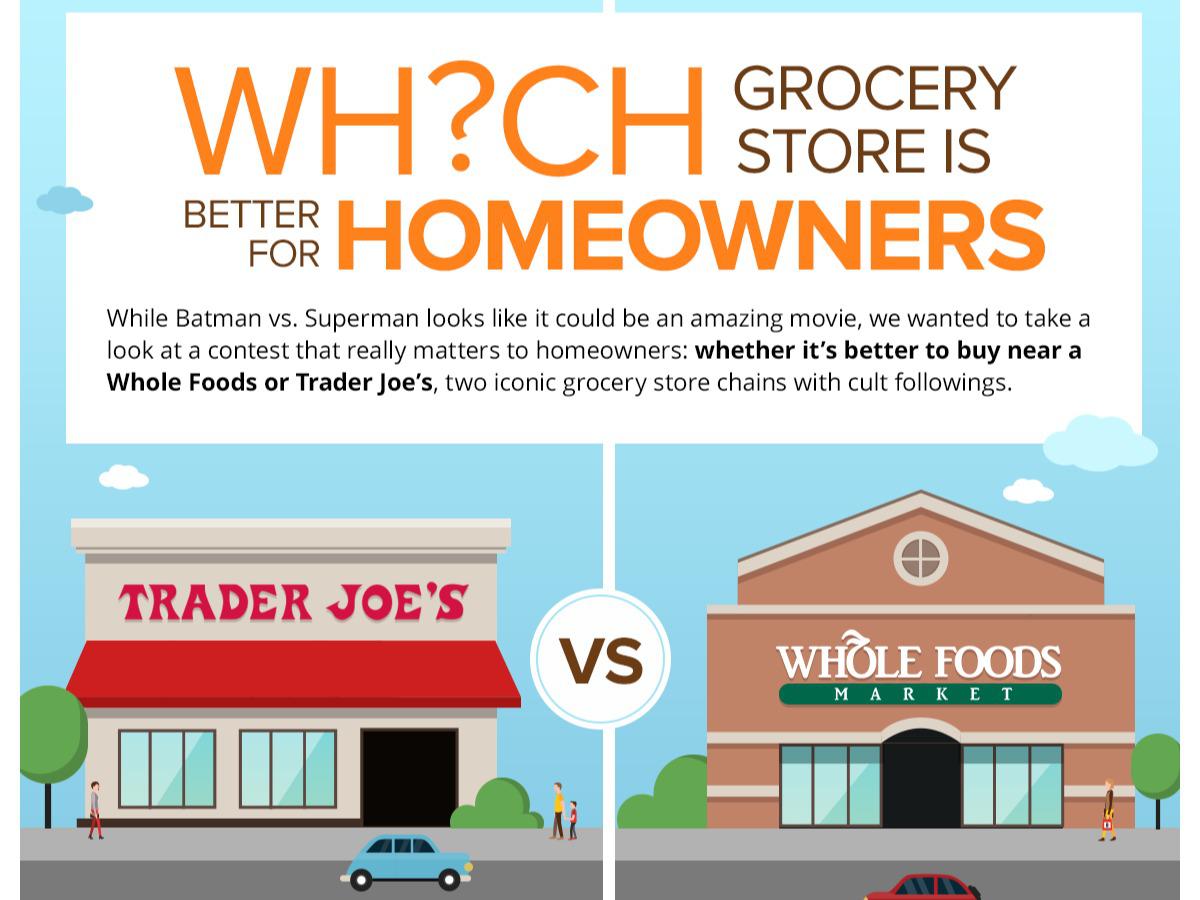 WH?CH GROCERY
STORE IS
BETTER
FOR HOMEOWNERS
While Batman vs. Superman looks like it could be an amazing movie, we wanted to take a
look at a contest that really matters to homeowners: whether it’s better to buy near a
Whole Foods or Trader Joe’s, two iconic grocery store chains with cult followings.
TRADER JOE'S
VS
WHOLE FOODS
MARKET